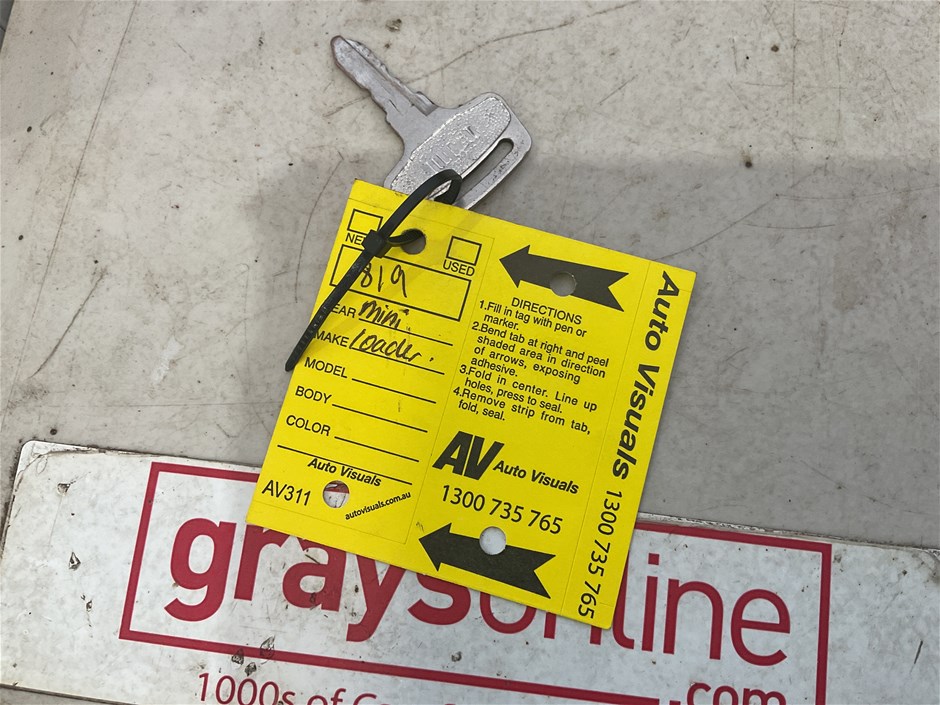 USED
819
mini
MAKE loader.
MODEL
BODY
COLOR
Auto Visuals
AV311
autovisuals.com.au
DIRECTIONS
1.Fill in tag with pen or
marker.
2.Bend tab at right and peel
shaded area in direction
of arrows, exposing
adhesive.
3.Fold in center. Line up
holes, press to seal.
4.Remove strip from tab,
fold, seal.
AV Auto Visuals
1300 735 765
Auto Visuals 1300 735 765
graysonline
.com
1000s of